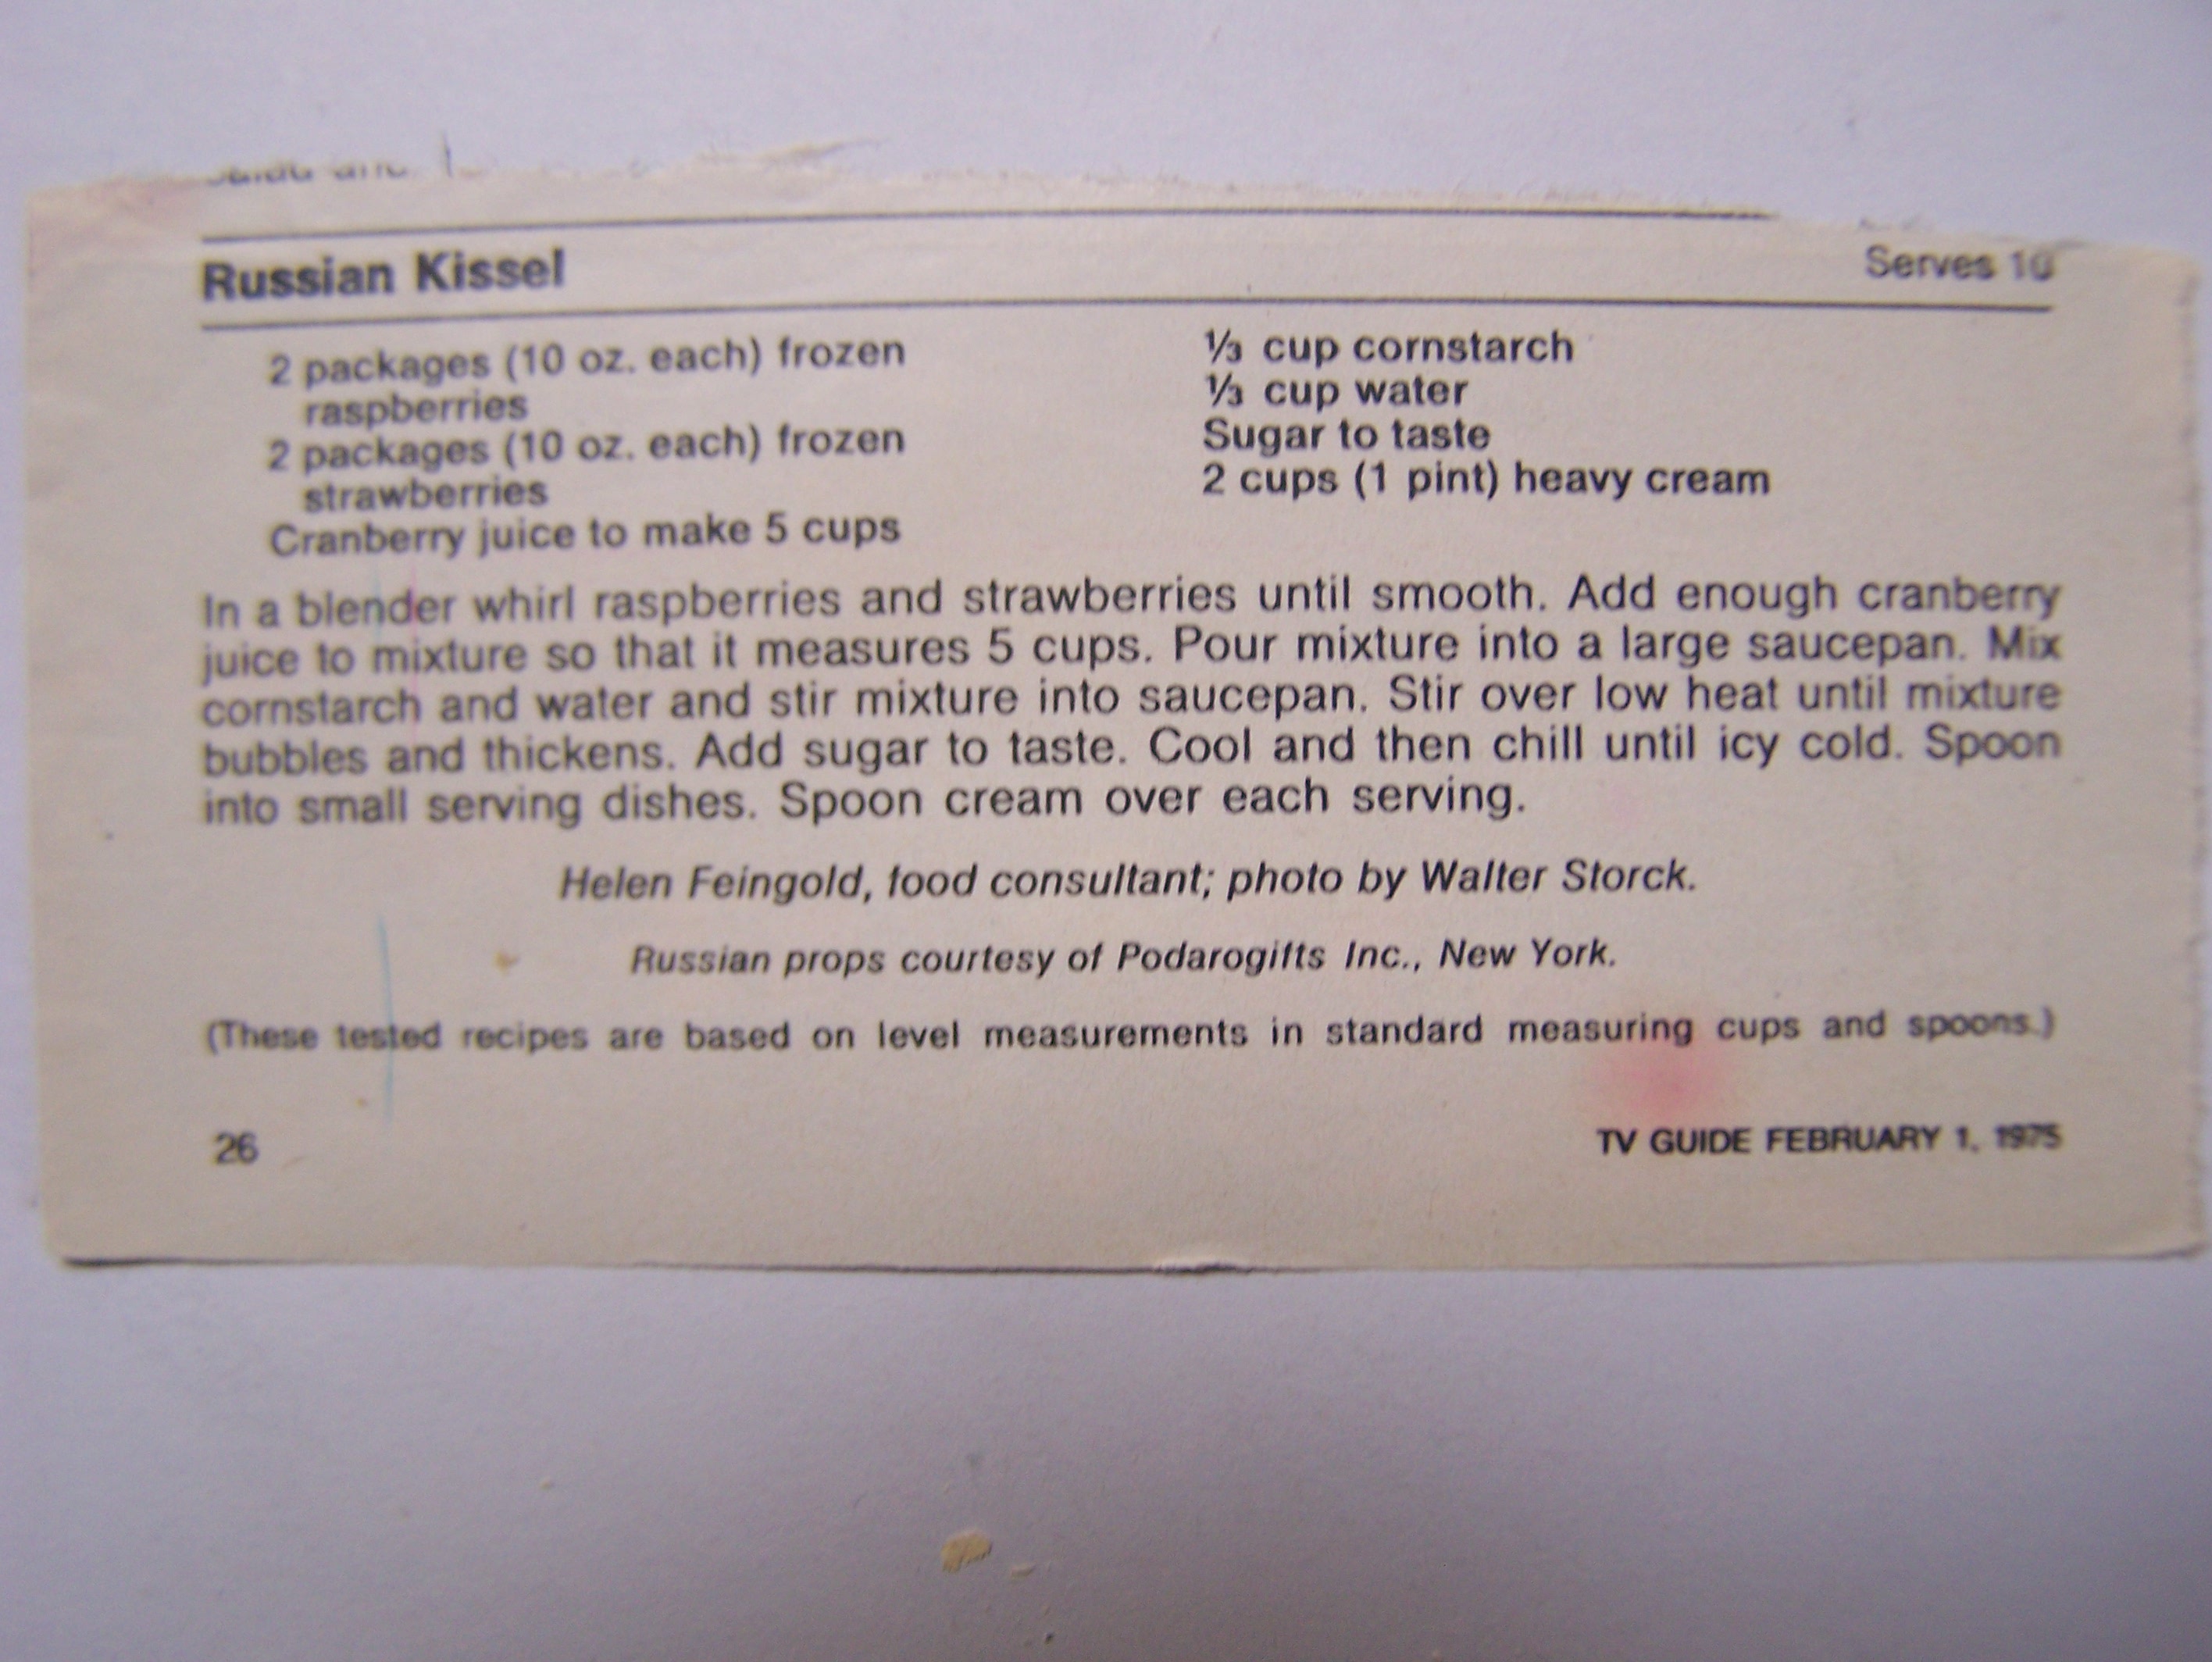 Russian Kissel
Serves 10
2 packages (10 oz. each) frozen
raspberries
2 packages (10 oz. each) frozen
strawberries
Cranberry juice to make 5 cups
⅓ cup cornstarch
⅓ cup water
Sugar to taste
2 cups (1 pint) heavy cream
In a blender whirl raspberries and strawberries until smooth. Add enough cranberry
juice to mixture so that it measures 5 cups. Pour mixture into a large saucepan. Mix
cornstarch and water and stir mixture into saucepan. Stir over low heat until mixture
bubbles and thickens. Add sugar to taste. Cool and then chill until icy cold. Spoon
into small serving dishes. Spoon cream over each serving.
Helen Feingold, food consultant; photo by Walter Storck.
Russian props courtesy of Podarogifts Inc., New York.
(These tested recipes are based on level measurements in standard measuring cups and spoons.)
26
TV GUIDE FEBRUARY 1, 1975